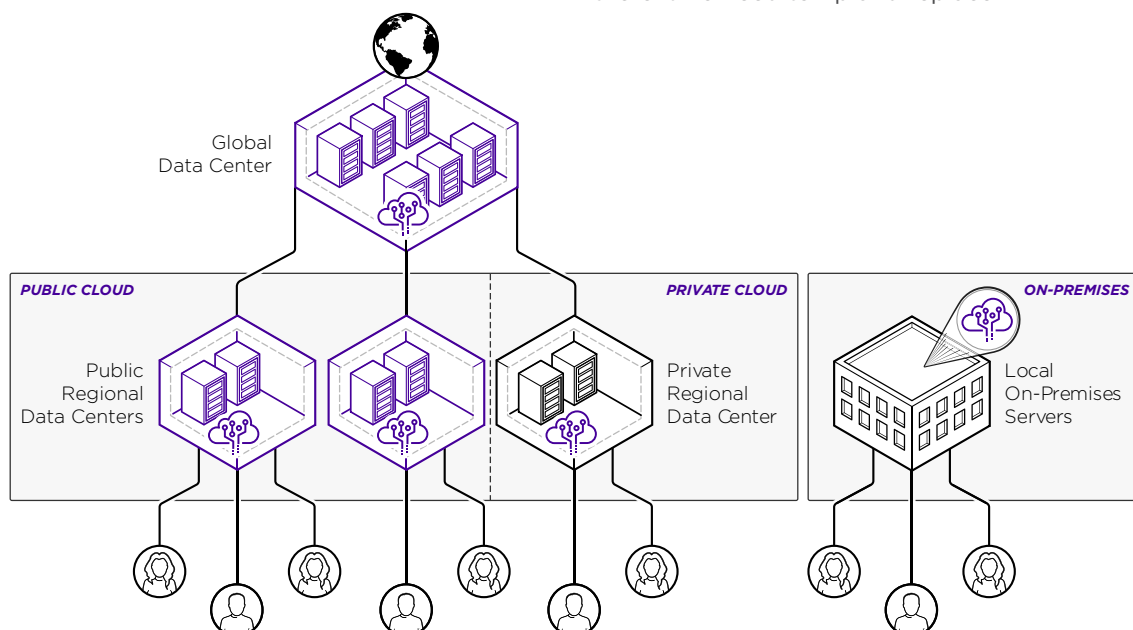 Global
Data Center
PUBLIC CLOUD
PRIVATE CLOUD
ON-PREMISES
Public
Regional
Data Centers
Private
Regional
Data Center
Local
On-Premises
Servers